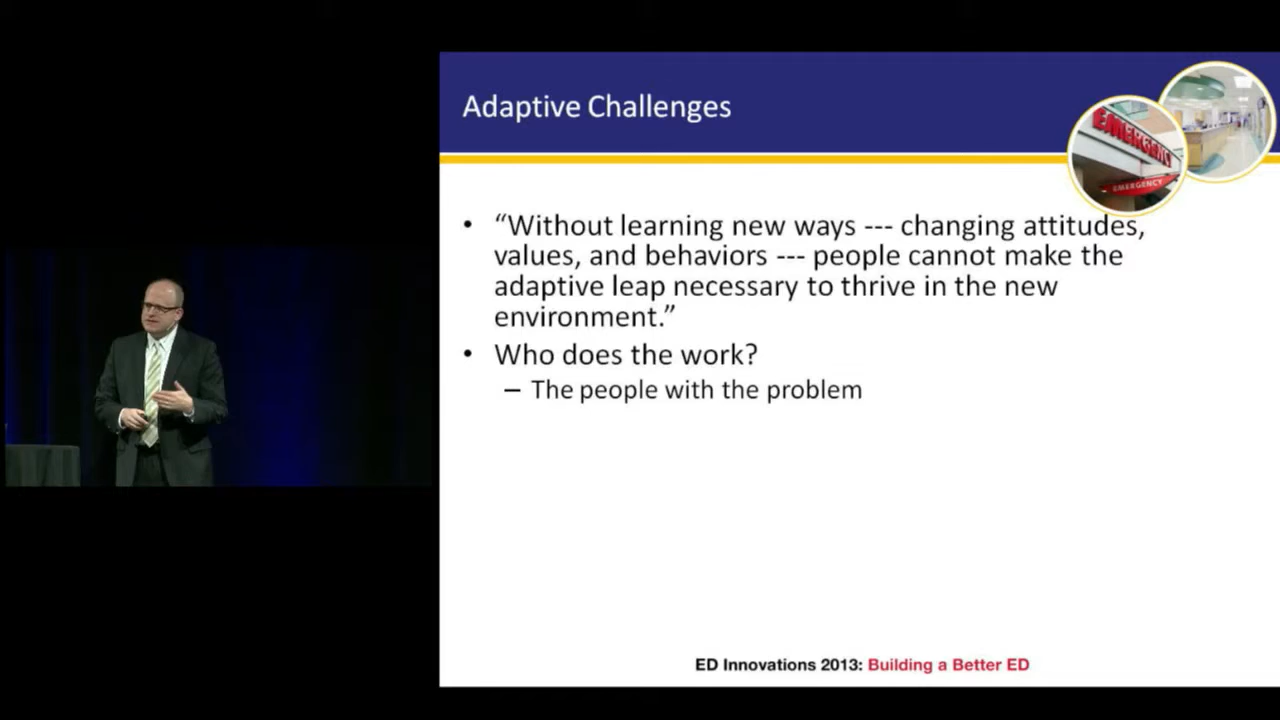 Adaptive Challenges
EMERGENCY
EMERGENCY
• “Without learning new ways --- changing attitudes,
values, and behaviors --- people cannot make the
adaptive leap necessary to thrive in the new
environment.”
• Who does the work?
– The people with the problem
ED Innovations 2013: Building a Better ED